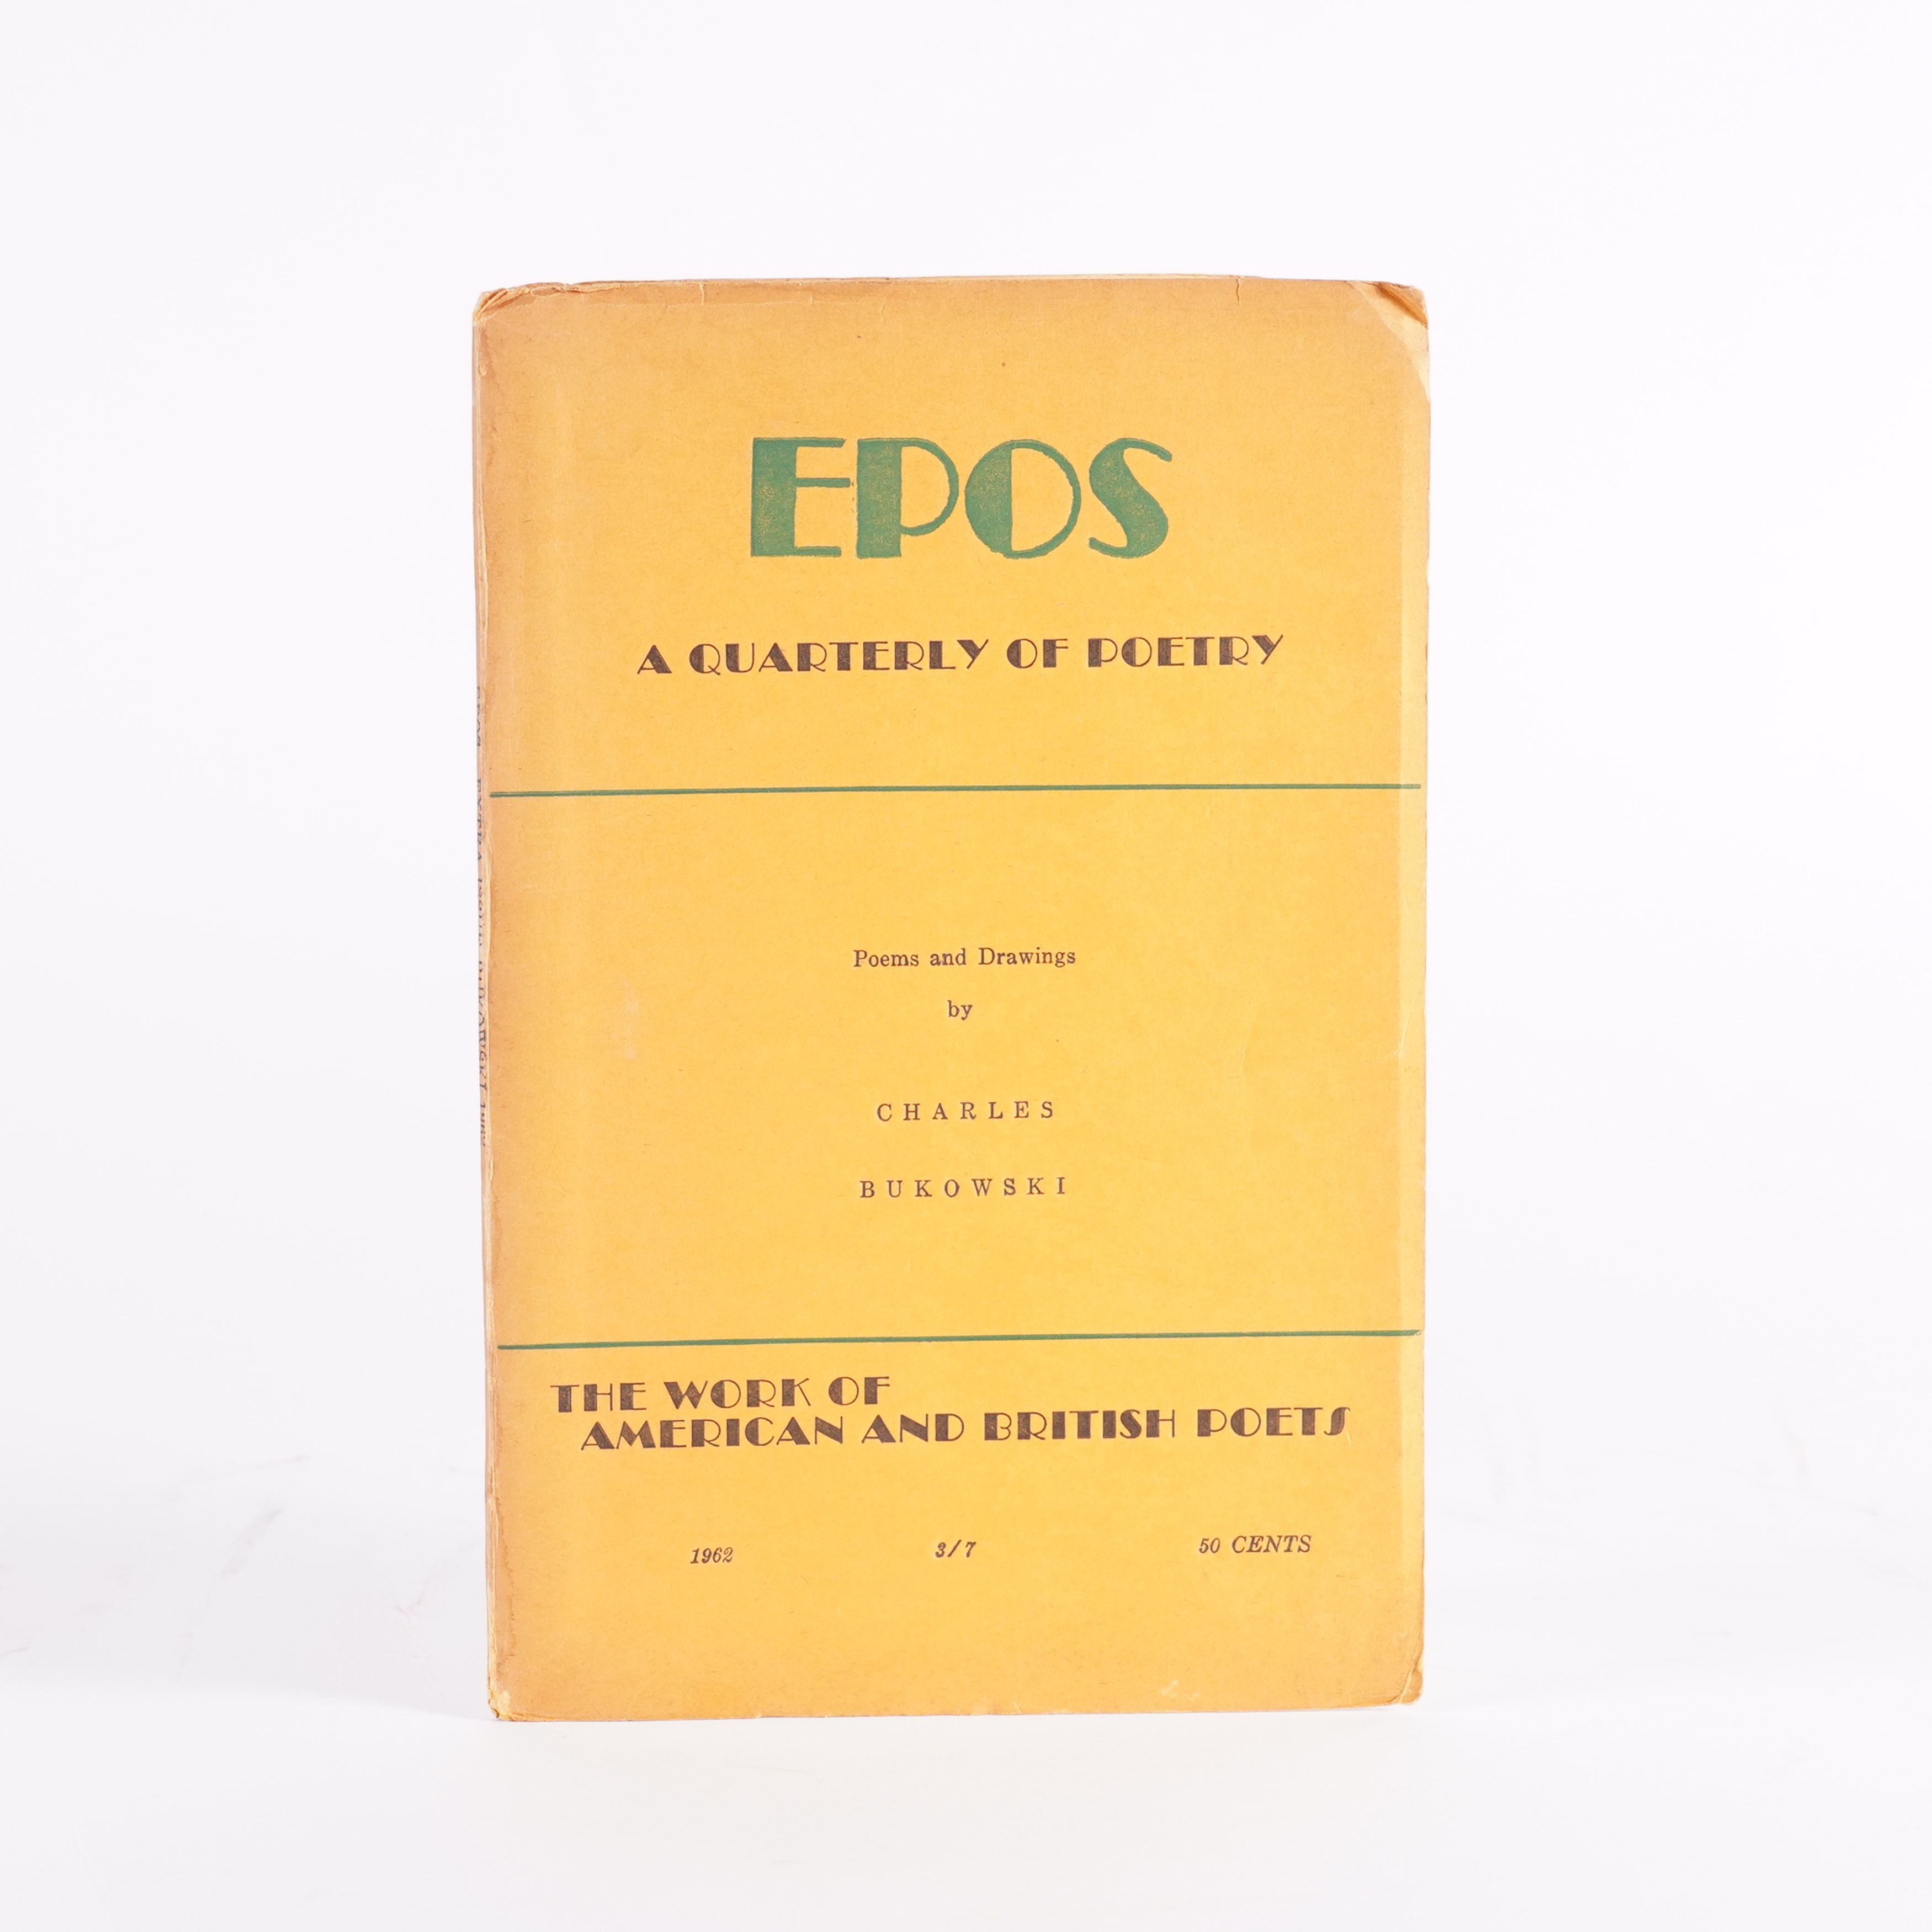 EPOS
A QUARTERLY OF POETRY
Poems and Drawings
by
CHARLES
BUKOWSKI
THE WORK OF
AMERICAN AND BRITISH POETS
1962 3/7 50 CENTS